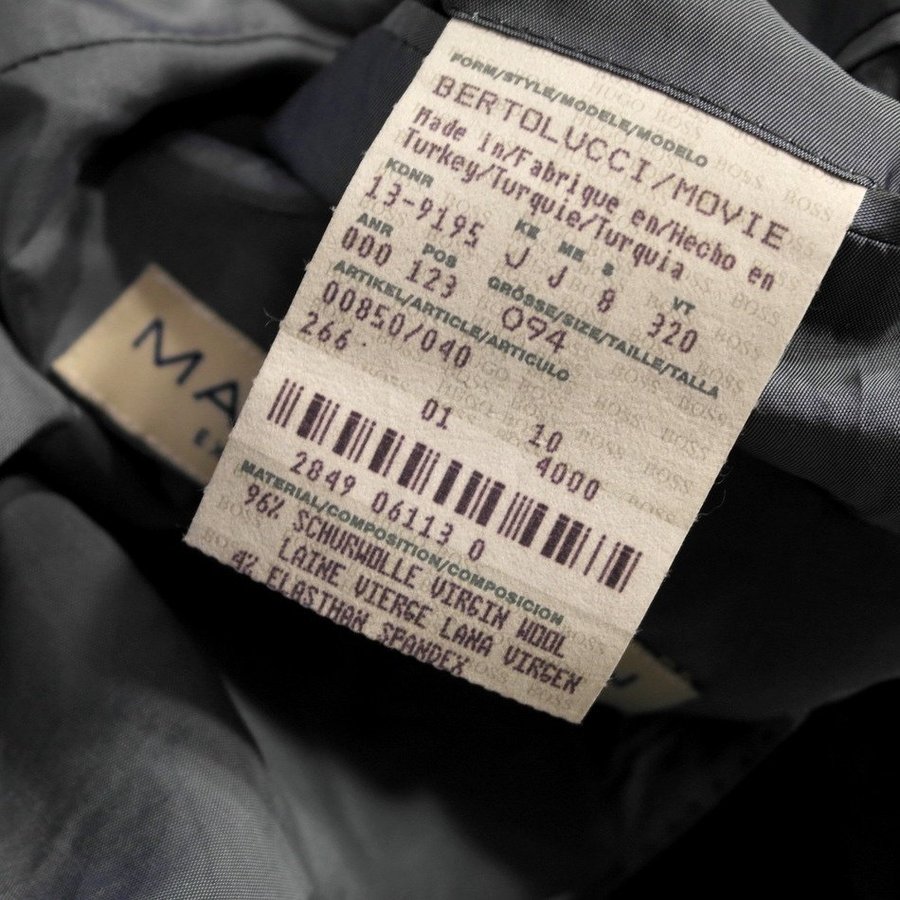 FORM/STYLE/MODELE/MODELO
BERTOLUCCI/MOVIE
Made in/Fabrique en/Hecho en
Turkey/Turquie/Turquia
KDNR KE ME S VT
13-9195 J J 8 320
ANR POS GRÖSSE/SIZE/TAILLE/TALLA
000 123 094
ARTIKEL/ARTICLE/ARTICULO
00850/040
266.
01 10
4000
2849 06113 0
MATERIAL/COMPOSITION/COMPOSICION
96% SCHURWOLLE VIRGIN WOOL
LAINE VIERGE LANA VIRGEN
4% ELASTHAN SPANDEX
HUGO BOSS
MA